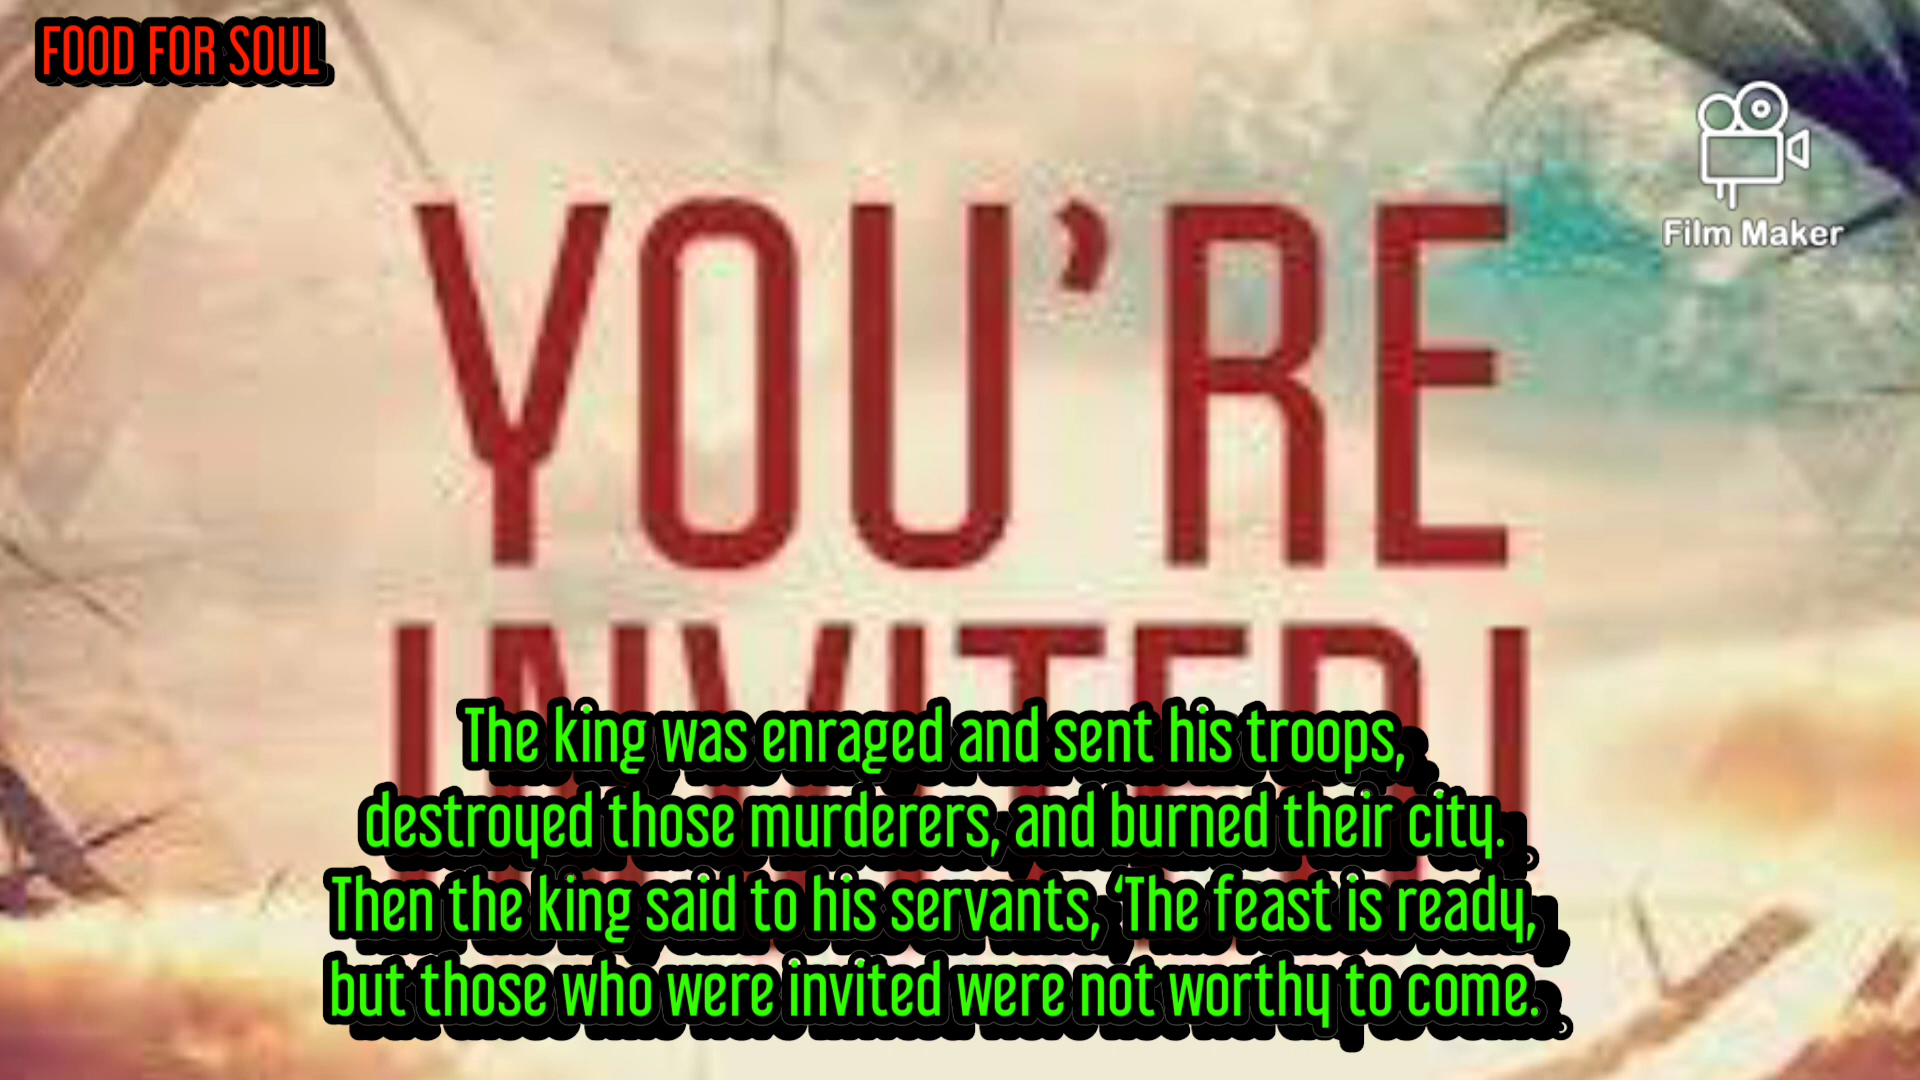 FOOD FOR SOUL
Film Maker
YOU'RE
INVITED!
The king was enraged and sent his troops,
destroyed those murderers, and burned their city.
Then the king said to his servants, ‘The feast is ready,
but those who were invited were not worthy to come.